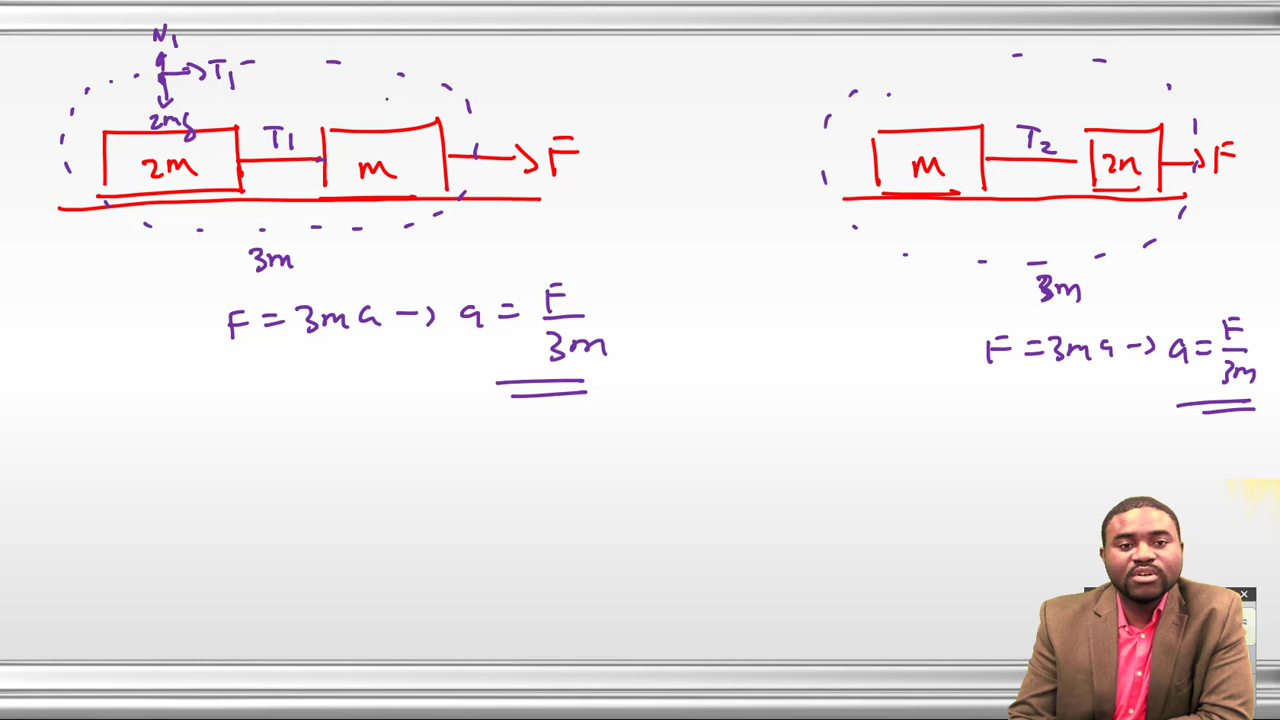 N₁
T₁
2mg
2m T₁ m F
3m
F = 3ma → a = F/3m
m T₂ 2m F
3m
F = 3ma → a = F/3m